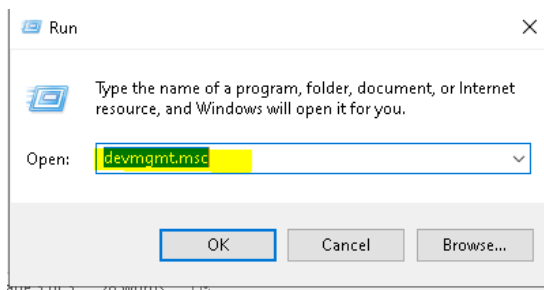 Run
Type the name of a program, folder, document, or Internet
resource, and Windows will open it for you.
Open: devmgmt.msc
OK Cancel Browse...